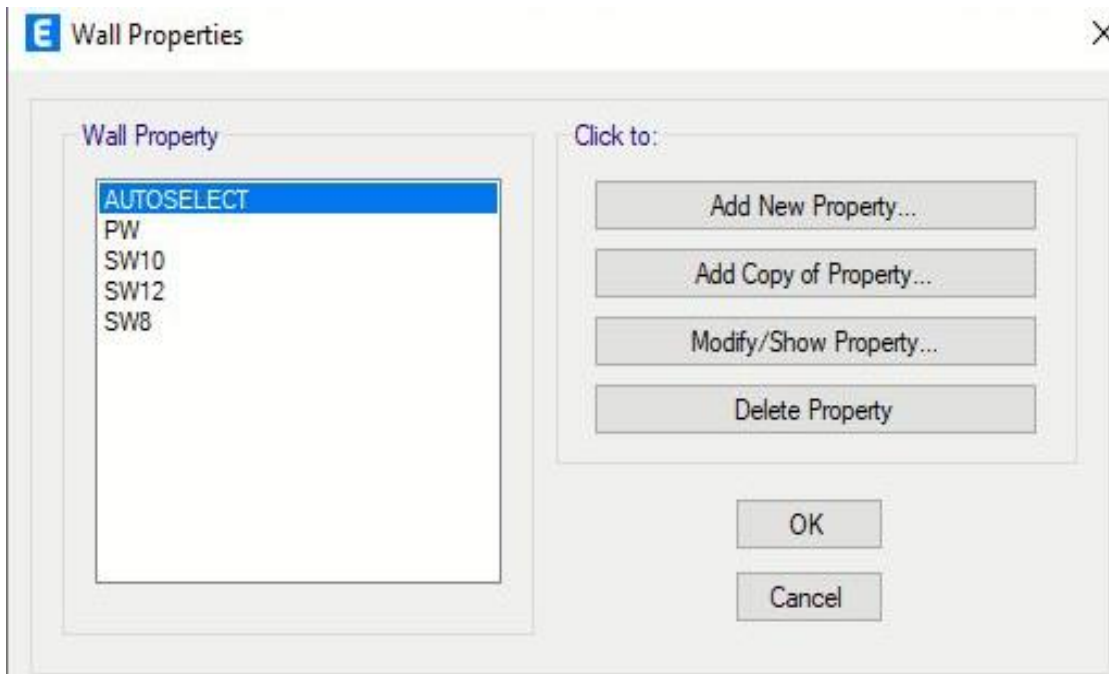 E Wall Properties
Wall Property
AUTOSELECT
PW
SW10
SW12
SW8
Click to:
Add New Property...
Add Copy of Property...
Modify/Show Property...
Delete Property
OK
Cancel